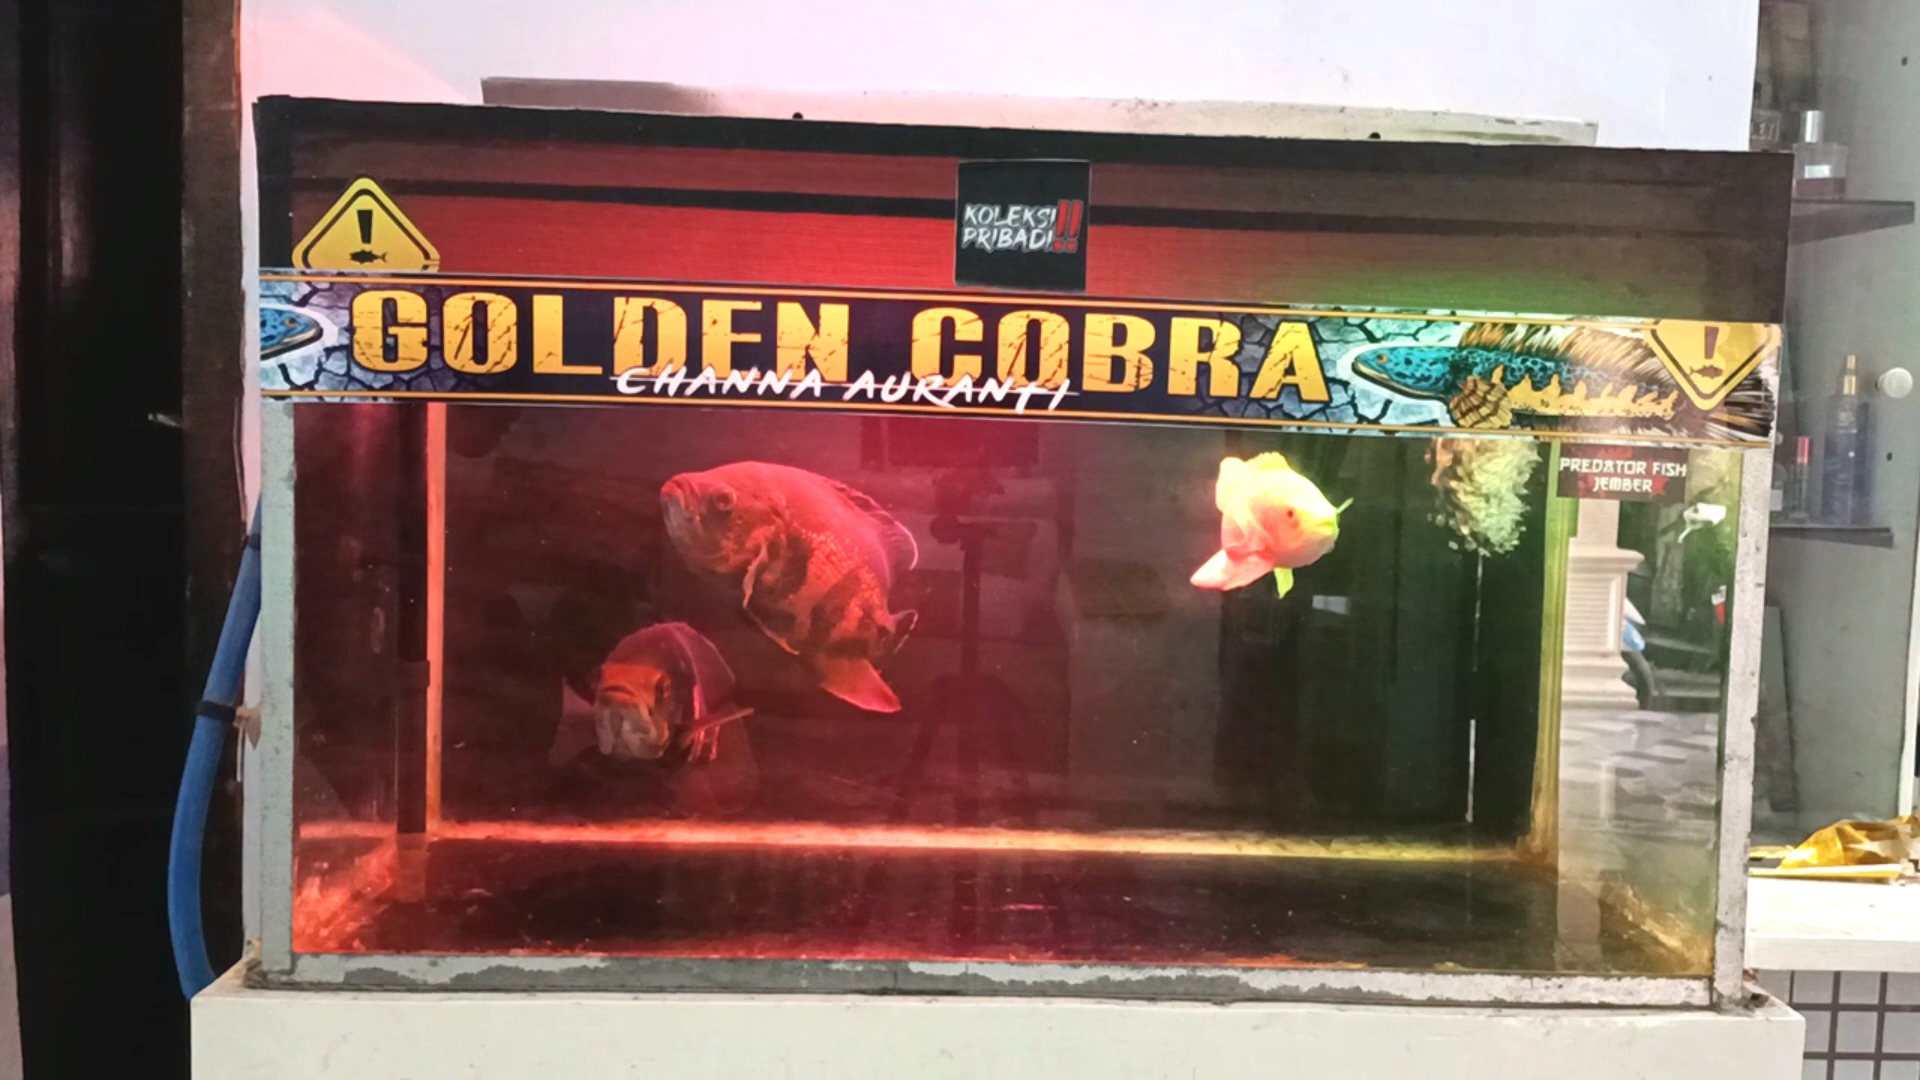 KOLEKSI
PRIBADI!!
GOLDEN COBRA
CHANNA AURANTI
PREDATOR FISH
JEMBER